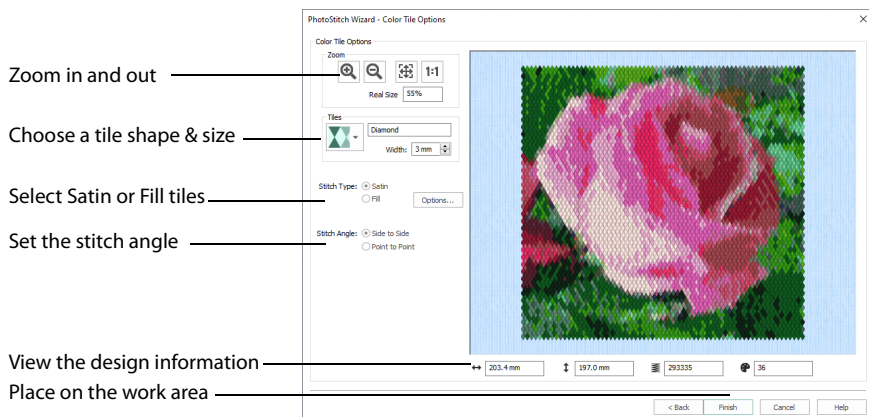 PhotoStitch Wizard - Color Tile Options
Color Tile Options
Zoom
1:1
Real Size 55%
Zoom in and out
Tiles
Diamond
Width: 3 mm
Choose a tile shape & size
Stitch Type: Satin
Fill
Options...
Select Satin or Fill tiles
Stitch Angle: Side to Side
Point to Point
Set the stitch angle
View the design information
203.4 mm 197.0 mm 293335 36
Place on the work area
< Back Finish Cancel Help